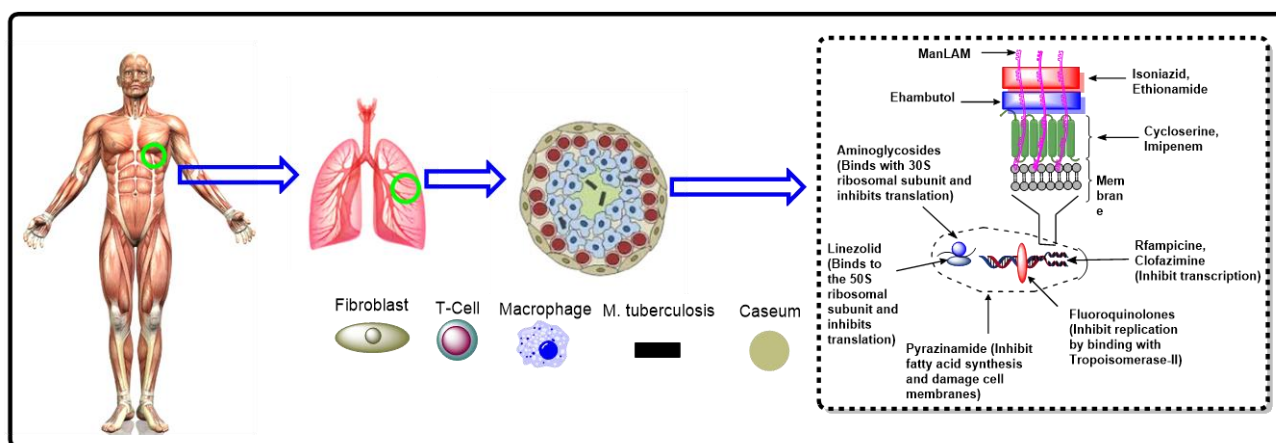 Fibroblast
T-Cell
Macrophage
M. tuberculosis
Caseum
ManLAM
Isoniazid,
Ethionamide
Ehambutol
Cycloserine,
Imipenem
Aminoglycosides
(Binds with 30S
ribosomal subunit and
inhibits translation)
Mem
bran
e
Linezolid
(Binds to
the 50S
ribosomal
subunit and
inhibits
translation)
Rfampicine,
Clofazimine
(Inhibit transcription)
Fluoroquinolones
(Inhibit replication
by binding with
Tropoisomerase-II)
Pyrazinamide (Inhibit
fatty acid synthesis
and damage cell
membranes)